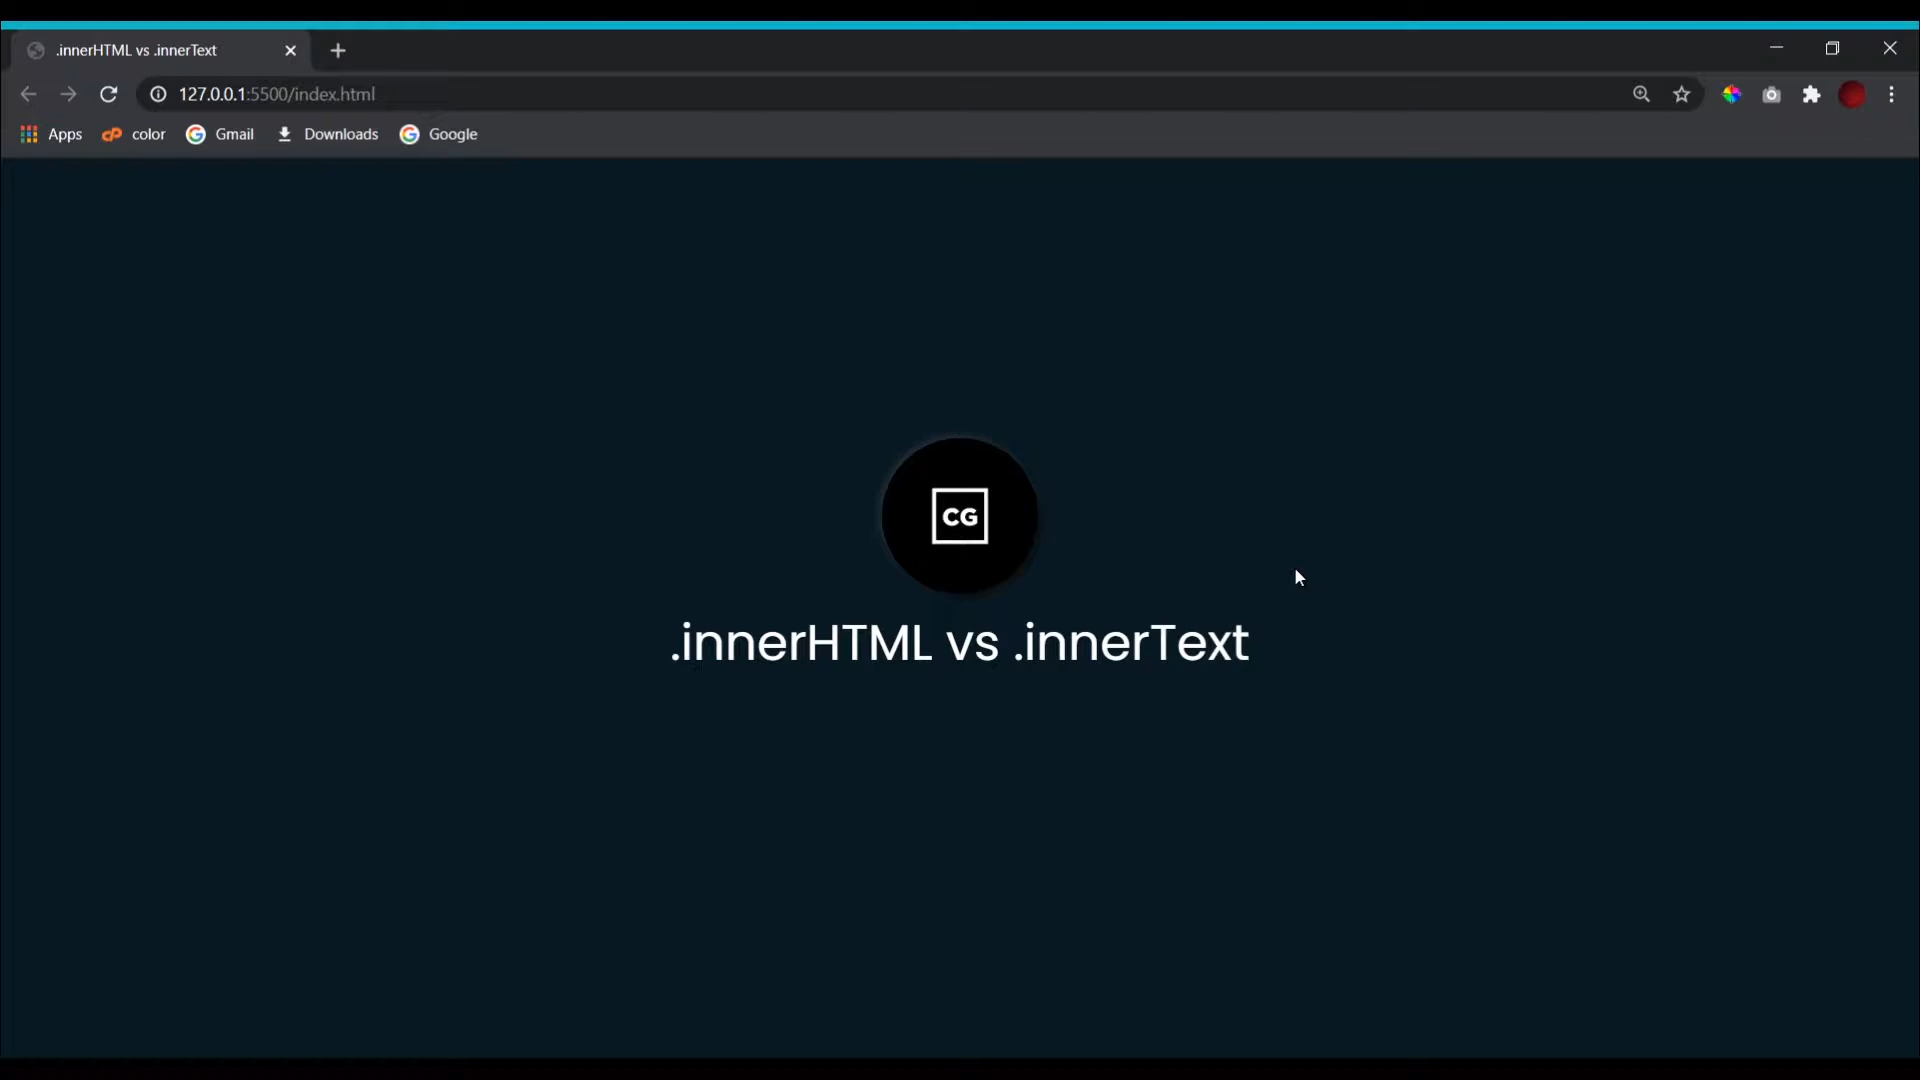 .innerHTML vs .innerText
127.0.0.1:5500/index.html
Apps color Gmail Downloads Google
CG
.innerHTML vs .innerText